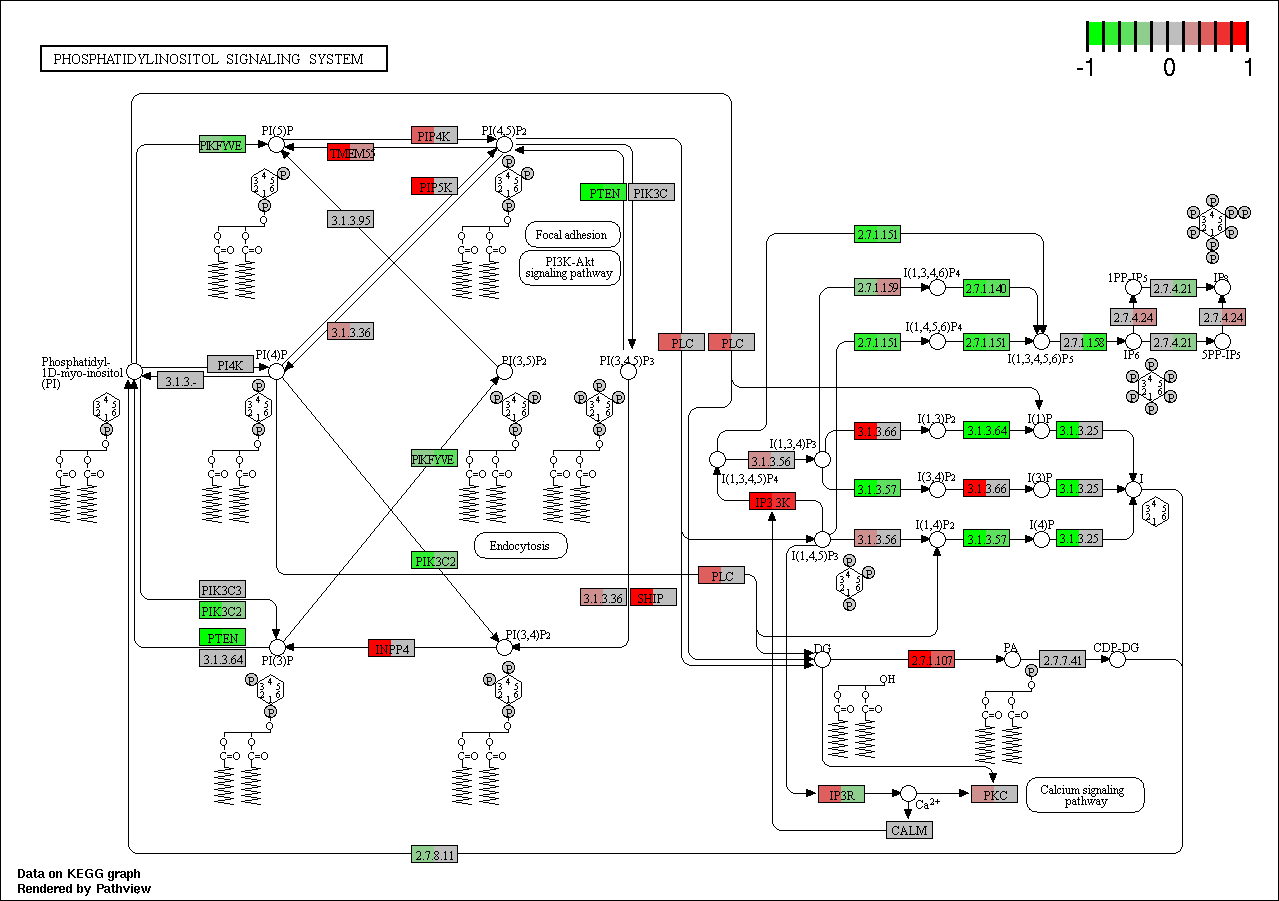 PHOSPHATIDYLINOSITOL SIGNALING SYSTEM
-1 0 1
PI(5)P
PI(4,5)P2
PIKFYVE
TMEM55
PIP4K
PIP5K
PTEN
PIK3C
3.1.3.95
Focal adhesion
PI3K-Akt
signaling pathway
3.1.3.36
PLC
PLC
Phosphatidyl-
1D-myo-inositol
(PI)
PI4K
3.1.3.-
PI(4)P
PI(3,5)P2
PI(3,4,5)P3
PIKFYVE
Endocytosis
PIK3C2
PLC
PIK3C3
PIK3C2
PTEN
3.1.3.64
PI(3)P
INPP4
PI(3,4)P2
3.1.3.36
SHIP
2.7.1.151
I(1,3,4,6)P4
2.7.1.159
2.7.1.140
1PP-IP5
2.7.4.21
IP8
I(1,4,5,6)P4
2.7.4.24
2.7.4.24
2.7.1.151
2.7.1.151
2.7.1.158
2.7.4.21
I(1,3,4,5,6)P5
IP6
5PP-IP5
I(1,3)P2
I(1)P
3.1.3.66
3.1.3.64
3.1.3.25
I(1,3,4)P3
3.1.3.56
I(1,3,4,5)P4
I(3,4)P2
I(3)P
I
3.1.3.57
3.1.3.66
3.1.3.25
IP3 3K
I(1,4)P2
I(4)P
3.1.3.56
3.1.3.57
3.1.3.25
I(1,4,5)P3
DG
2.7.1.107
PA
2.7.7.41
CDP-DG
OH
IP3R
Ca2+
PKC
Calcium signaling
pathway
CALM
2.7.8.11
Data on KEGG graph
Rendered by Pathview